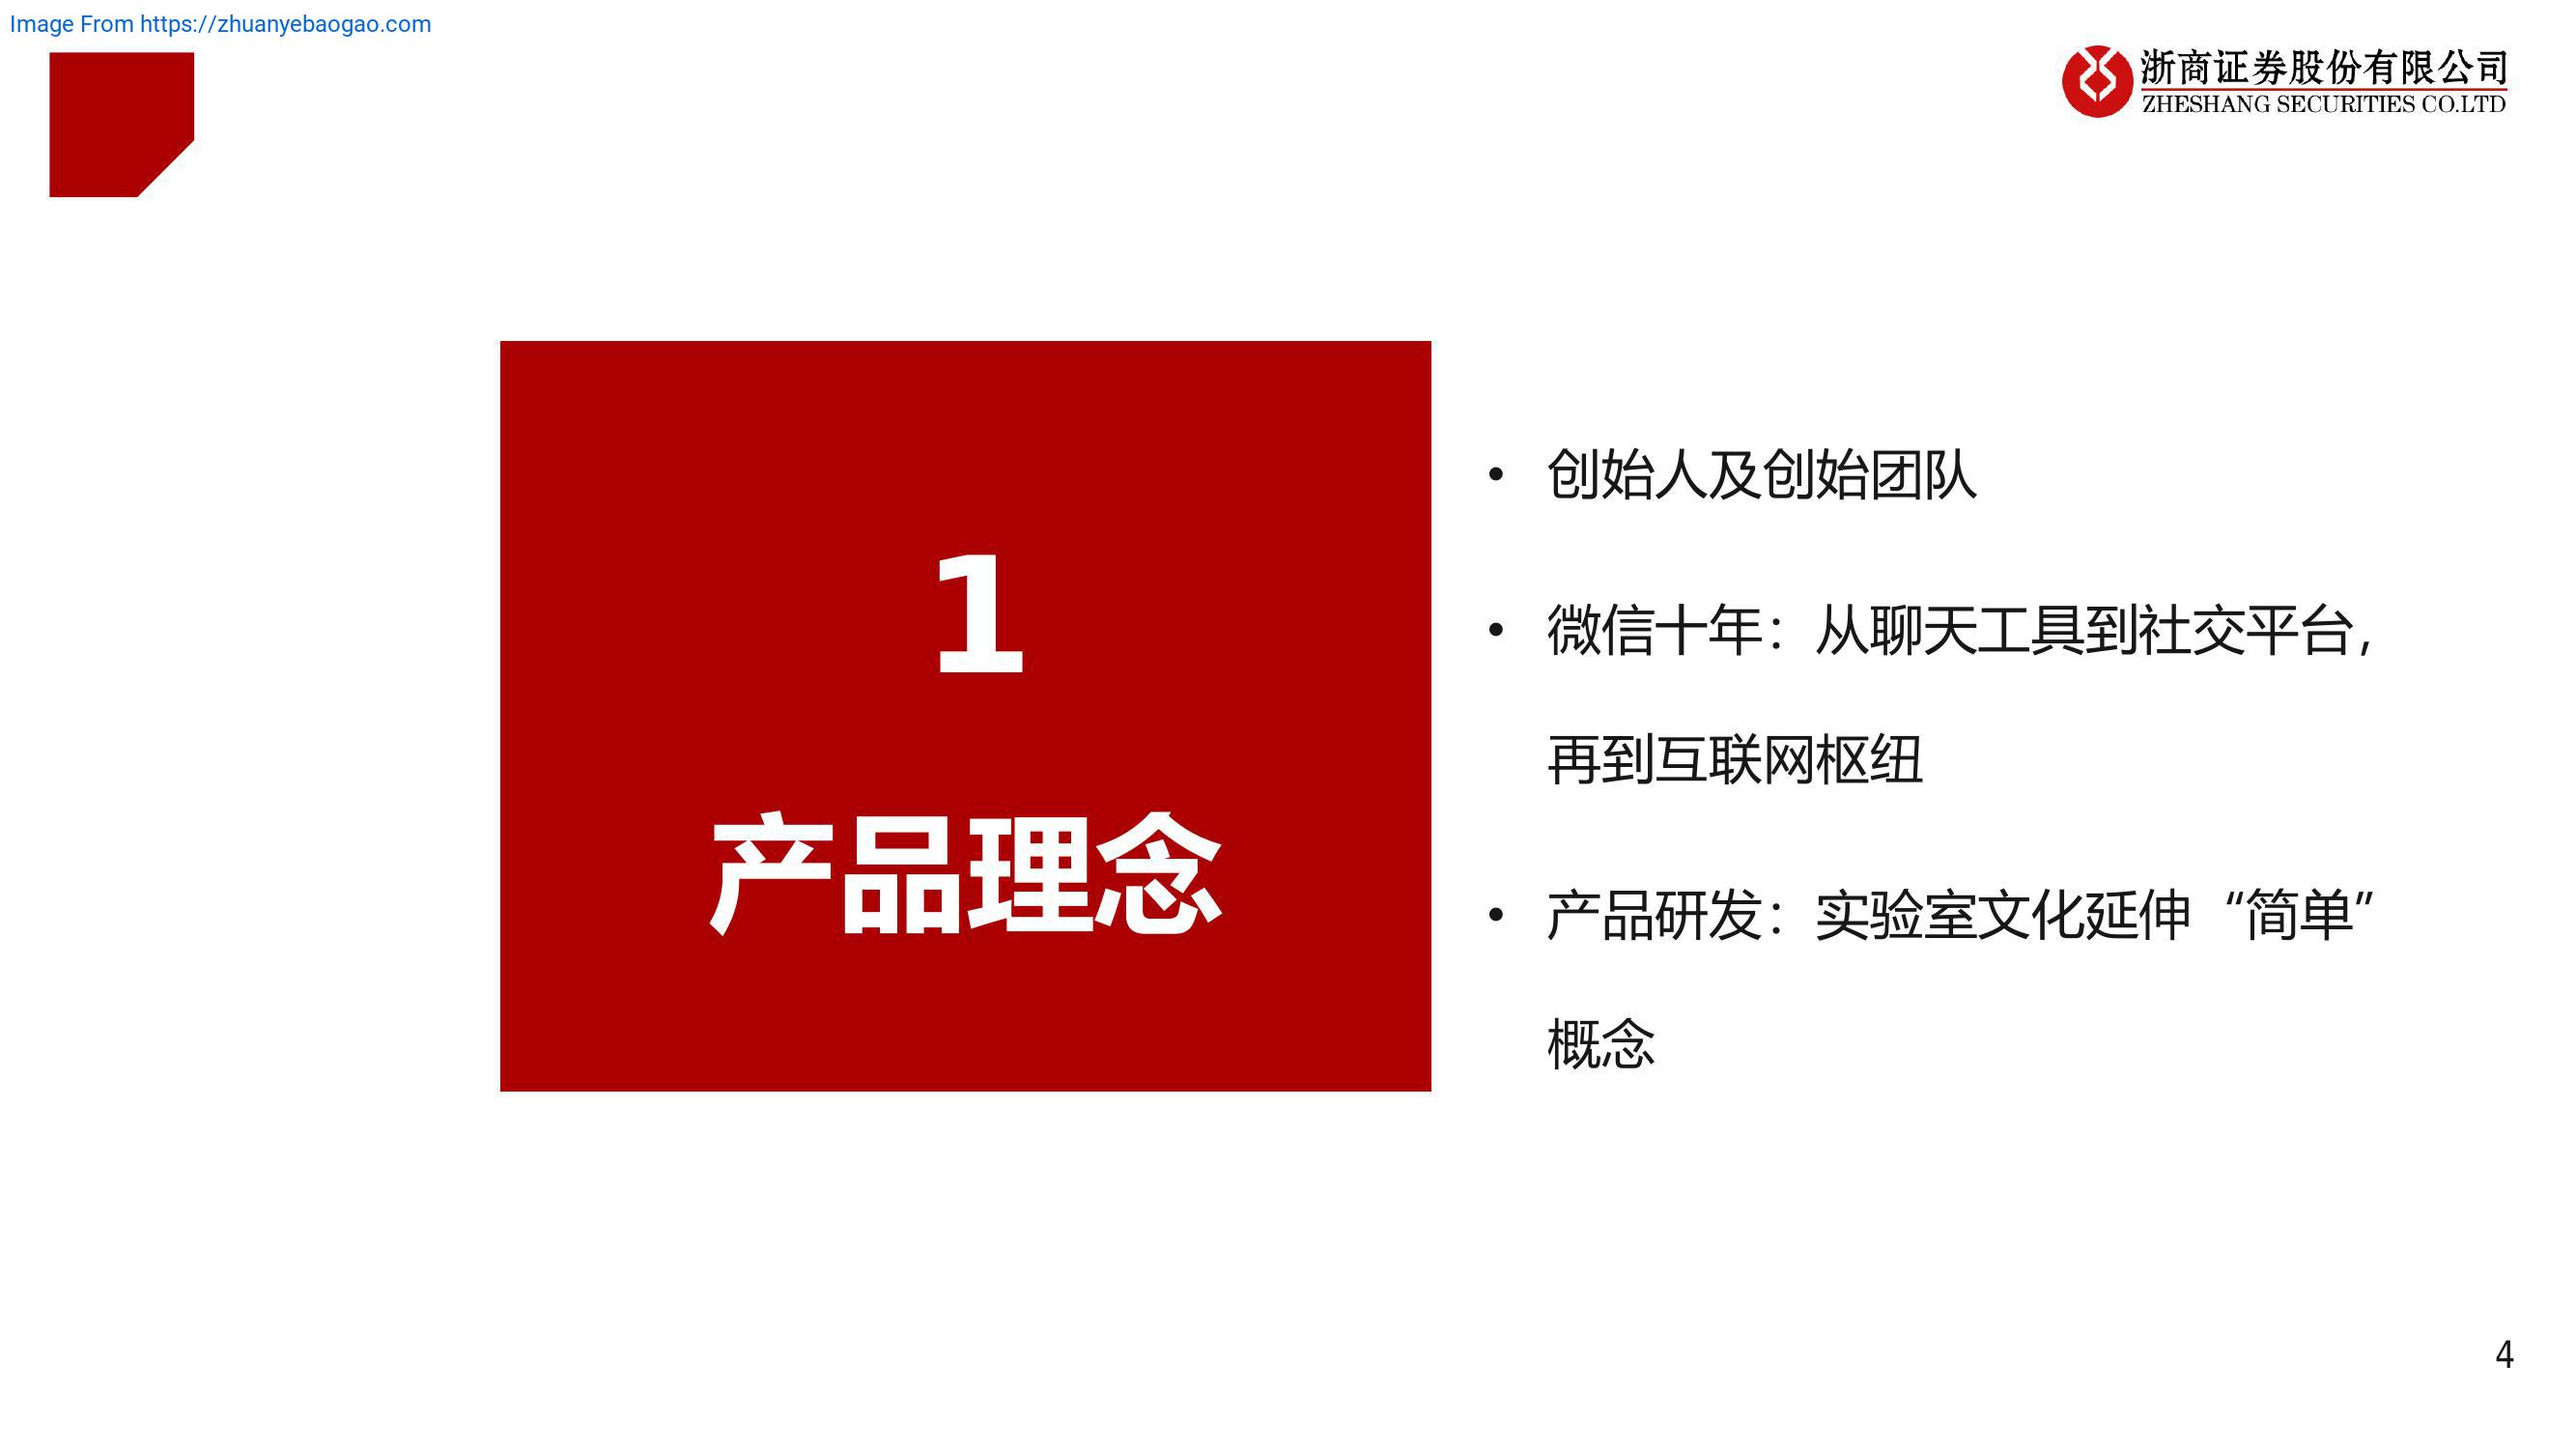 Image From https://zhuanyebaogao.com
浙商证券股份有限公司
ZHESHANG SECURITIES CO.LTD
1
产品理念
• 创始人及创始团队
• 微信十年：从聊天工具到社交平台，
再到互联网枢纽
• 产品研发：实验室文化延伸“简单”
概念
4